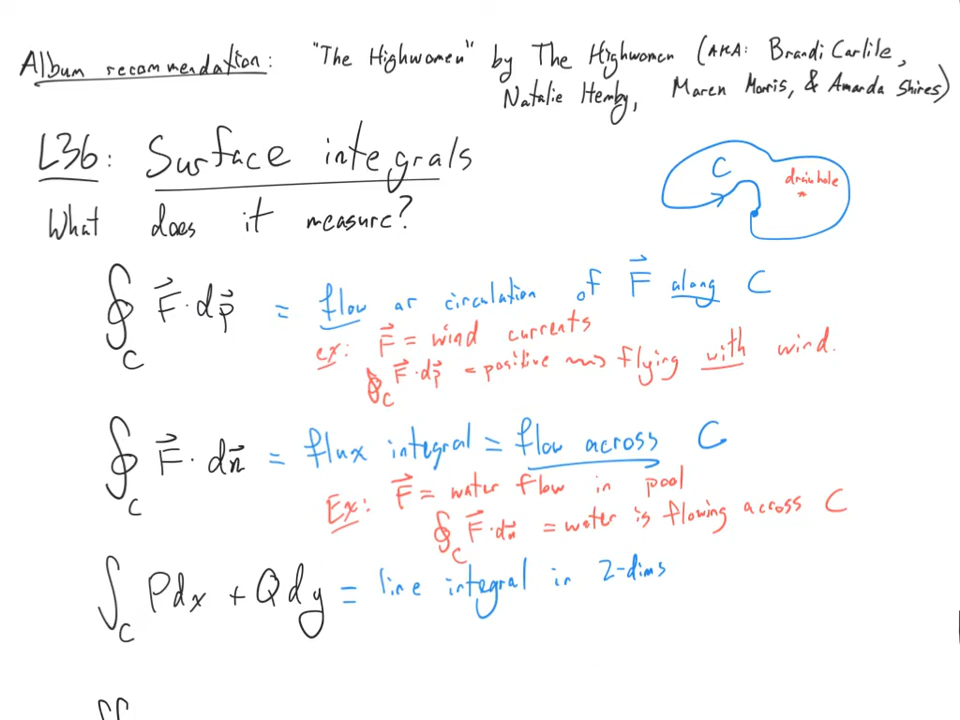 Album recommendation: "The Highwomen" by The Highwomen (AKA: Brandi Carlile,
Natalie Hemby, Maren Morris, & Amanda Shires)
L36: Surface integrals
What does it measure?
C
drain hole
∮_C F⃗ · dp⃗ = flow or circulation of F⃗ along C
ex: F⃗ = wind currents
∮_C F⃗ · dp⃗ = positive ⇝ flying with wind.
∮_C F⃗ · dn⃗ = flux integral = flow across C
Ex: F⃗ = water flow in pool
∮_C F⃗ · dn⃗ = water is flowing across C
∫_C Pdx + Qdy = line integral in 2-dims
∬